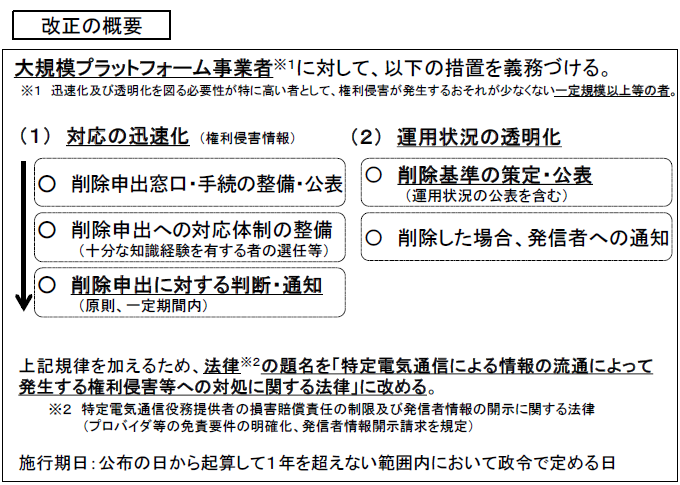 改正の概要
大規模プラットフォーム事業者※1に対して、以下の措置を義務づける。
※1 迅速化及び透明化を図る必要性が特に高い者として、権利侵害が発生するおそれが少なくない一定規模以上等の者。
(1) 対応の迅速化 (権利侵害情報)
○ 削除申出窓口・手続の整備・公表
○ 削除申出への対応体制の整備
(十分な知識経験を有する者の選任等)
○ 削除申出に対する判断・通知
(原則、一定期間内)
(2) 運用状況の透明化
○ 削除基準の策定・公表
(運用状況の公表を含む)
○ 削除した場合、発信者への通知
上記規律を加えるため、法律※2の題名を「特定電気通信による情報の流通によって
発生する権利侵害等への対処に関する法律」に改める。
※2 特定電気通信役務提供者の損害賠償責任の制限及び発信者情報の開示に関する法律
(プロバイダ等の免責要件の明確化、発信者情報開示請求を規定)
施行期日:公布の日から起算して1年を超えない範囲内において政令で定める日